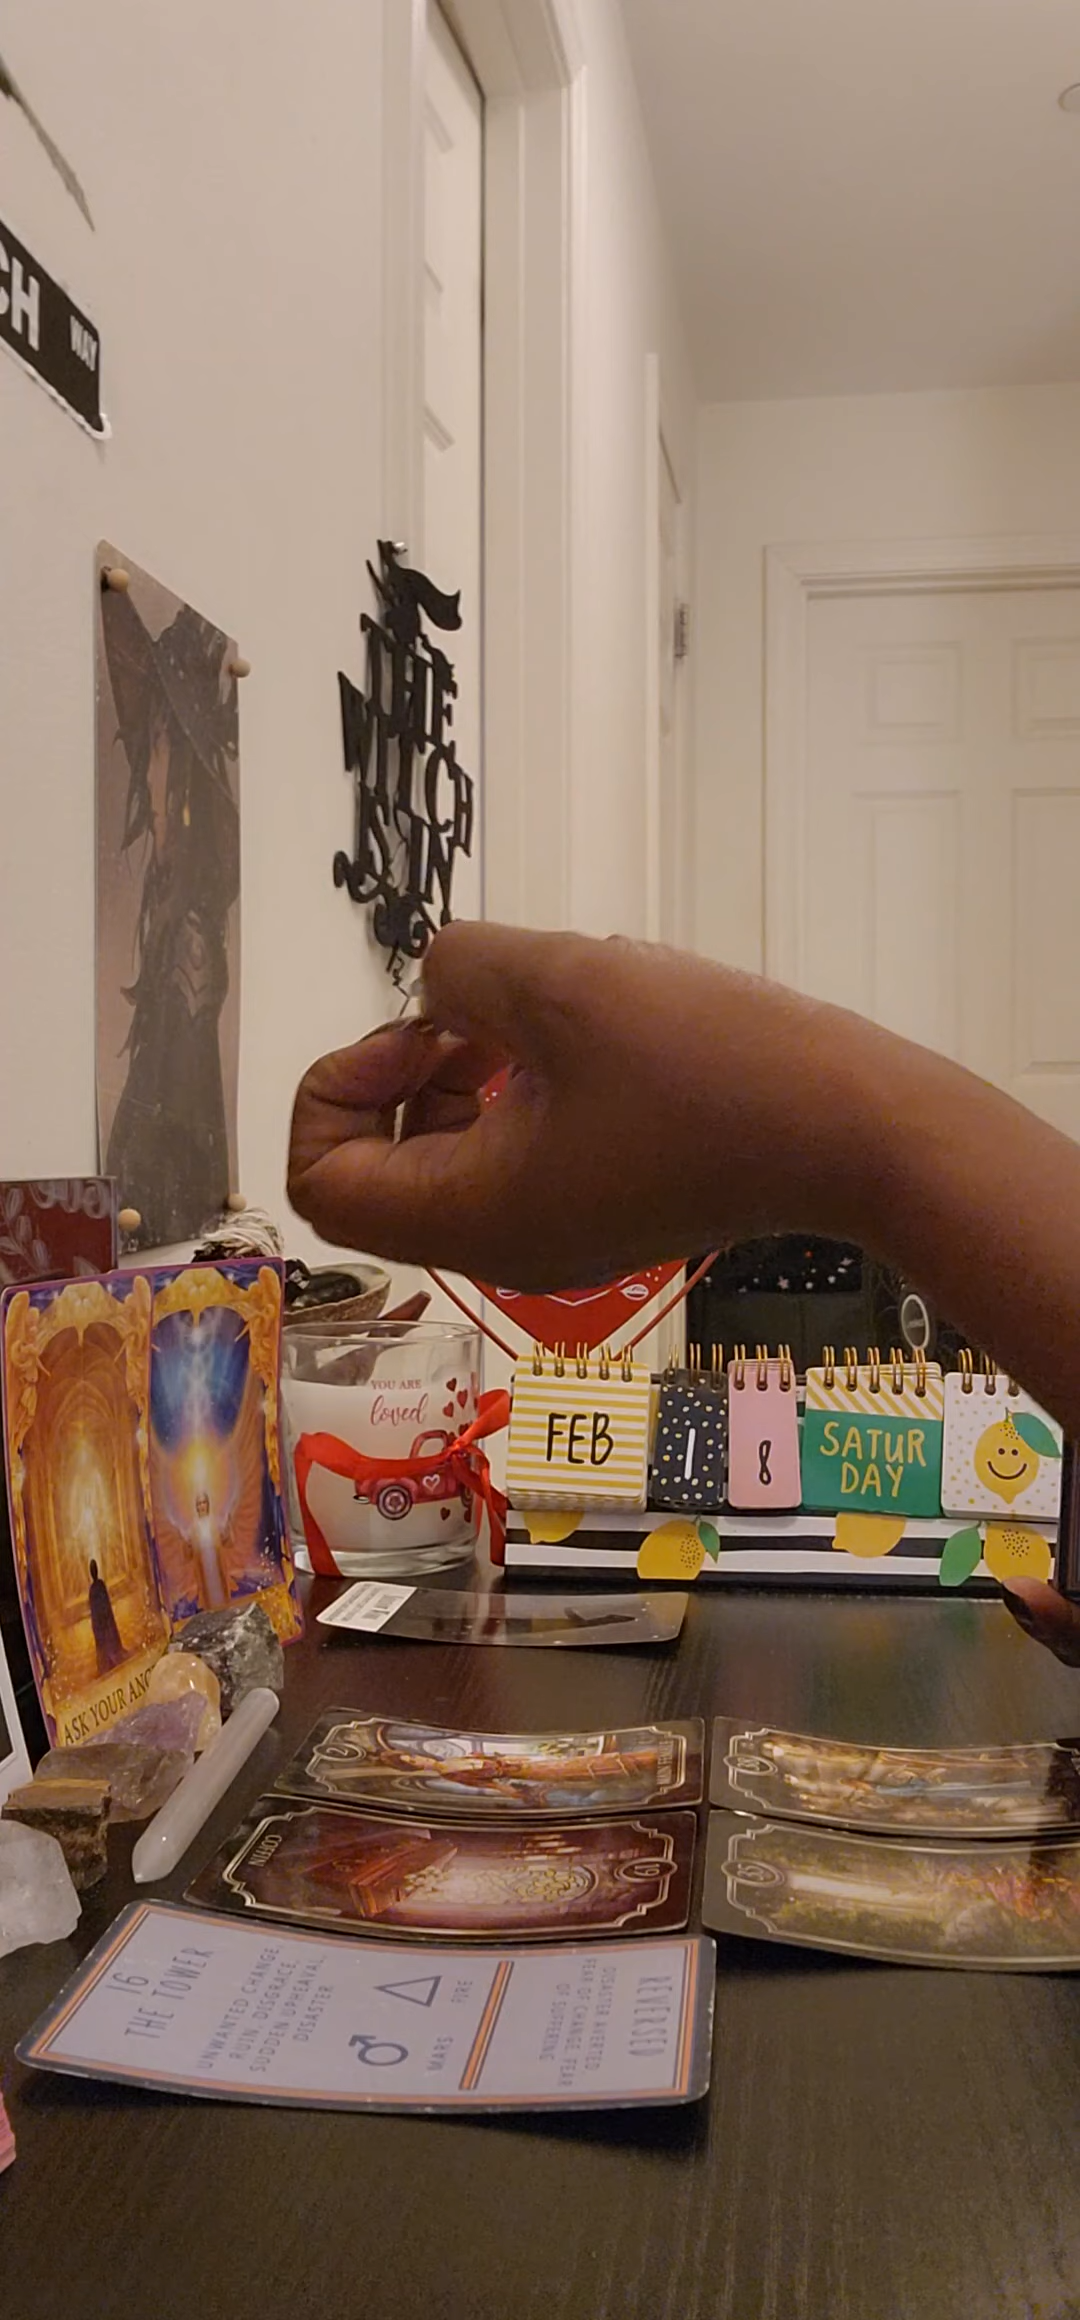 CH WAY
THE
WITCH
IS IN
YOU ARE
loved
FEB
1
8
SATUR
DAY
ASK YOUR ANG
COFFIN
19
16
THE TOWER
UNWANTED CHANGE,
RUIN, DISGRACE,
SUDDEN UPHEAVAL,
DISASTER
FIRE
MARS
REVERSED
DISASTER AVERTED,
FEAR OF CHANGE, FEAR
OF SUFFERING